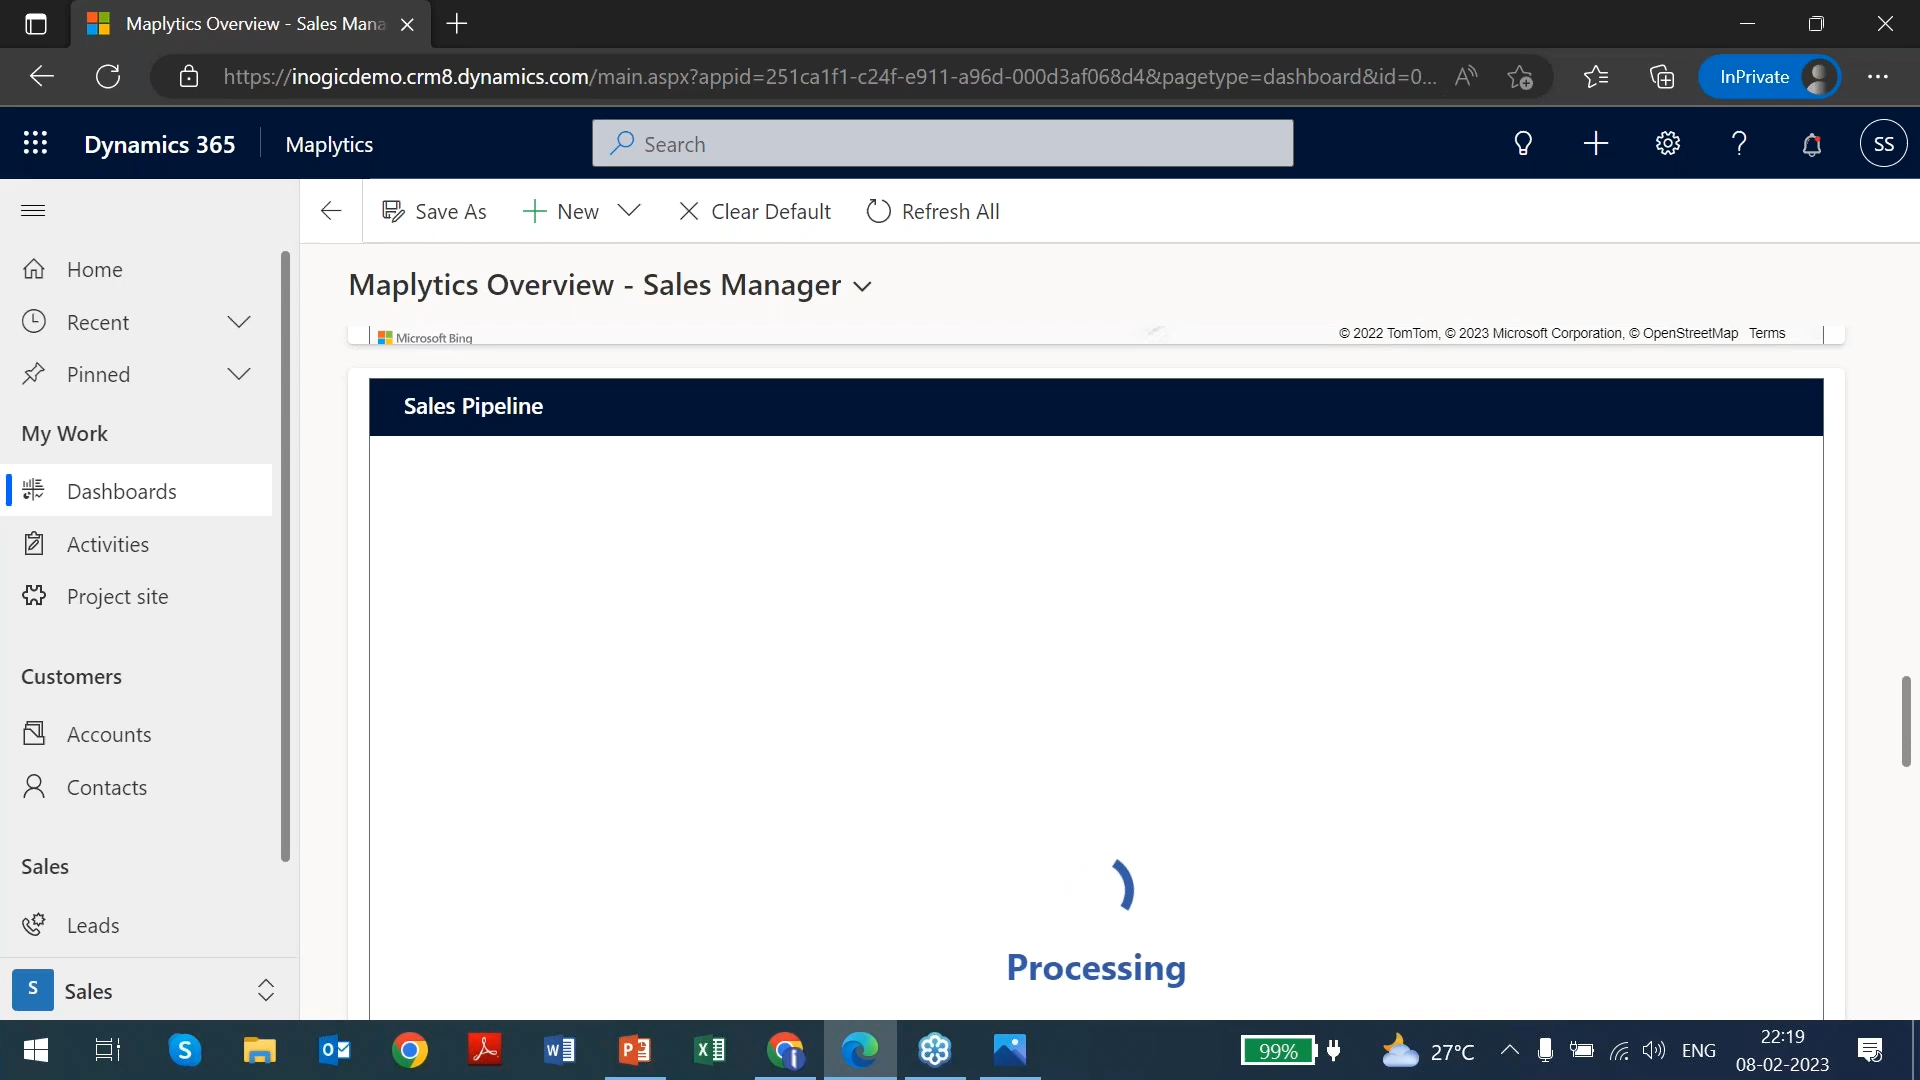 Maplytics Overview - Sales Mana
https://inogicdemo.crm8.dynamics.com/main.aspx?appid=251ca1f1-c24f-e911-a96d-000d3af068d4&pagetype=dashboard&id=0...
InPrivate
Dynamics 365
Maplytics
Search
SS
Save As
New
Clear Default
Refresh All
Home
Recent
Pinned
My Work
Dashboards
Activities
Project site
Customers
Accounts
Contacts
Sales
Leads
S
Sales
Maplytics Overview - Sales Manager
Microsoft Bing
© 2022 TomTom, © 2023 Microsoft Corporation, © OpenStreetMap Terms
Sales Pipeline
Processing
99%
27°C
ENG
22:19
08-02-2023